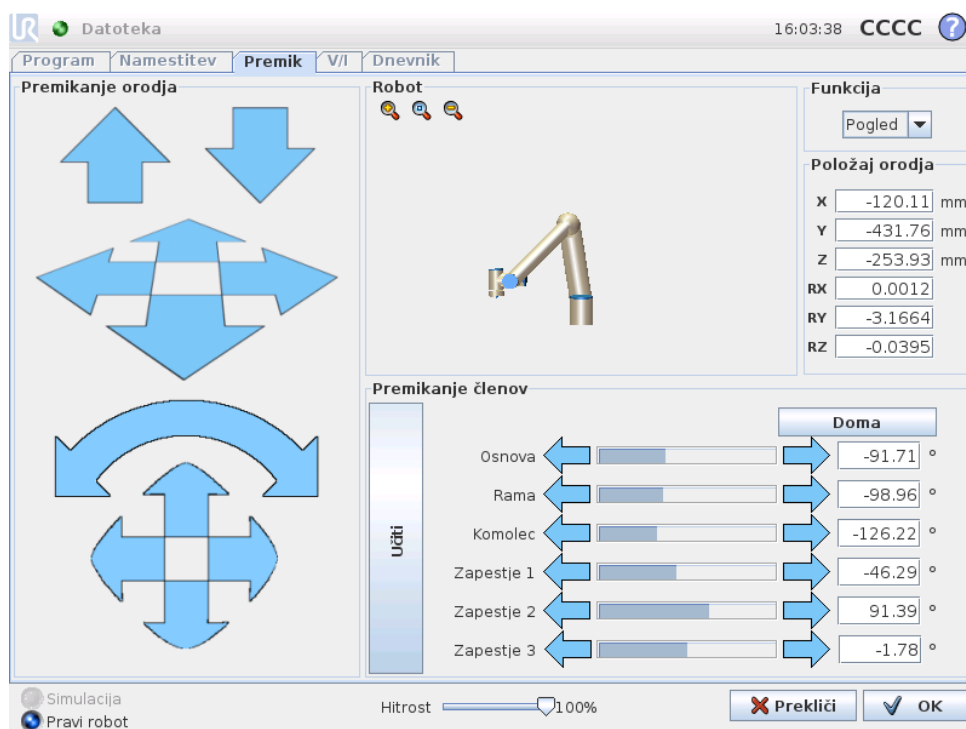 UR Datoteka 16:03:38 CCCC ?
Program Namestitev Premik V/I Dnevnik
Premikanje orodja
Robot
Funkcija
Pogled
Položaj orodja
X -120.11 mm
Y -431.76 mm
Z -253.93 mm
RX 0.0012
RY -3.1664
RZ -0.0395
Premikanje členov
Učiti
Doma
Osnova -91.71 °
Rama -98.96 °
Komolec -126.22 °
Zapestje 1 -46.29 °
Zapestje 2 91.39 °
Zapestje 3 -1.78 °
Simulacija
Pravi robot
Hitrost 100%
Prekliči OK